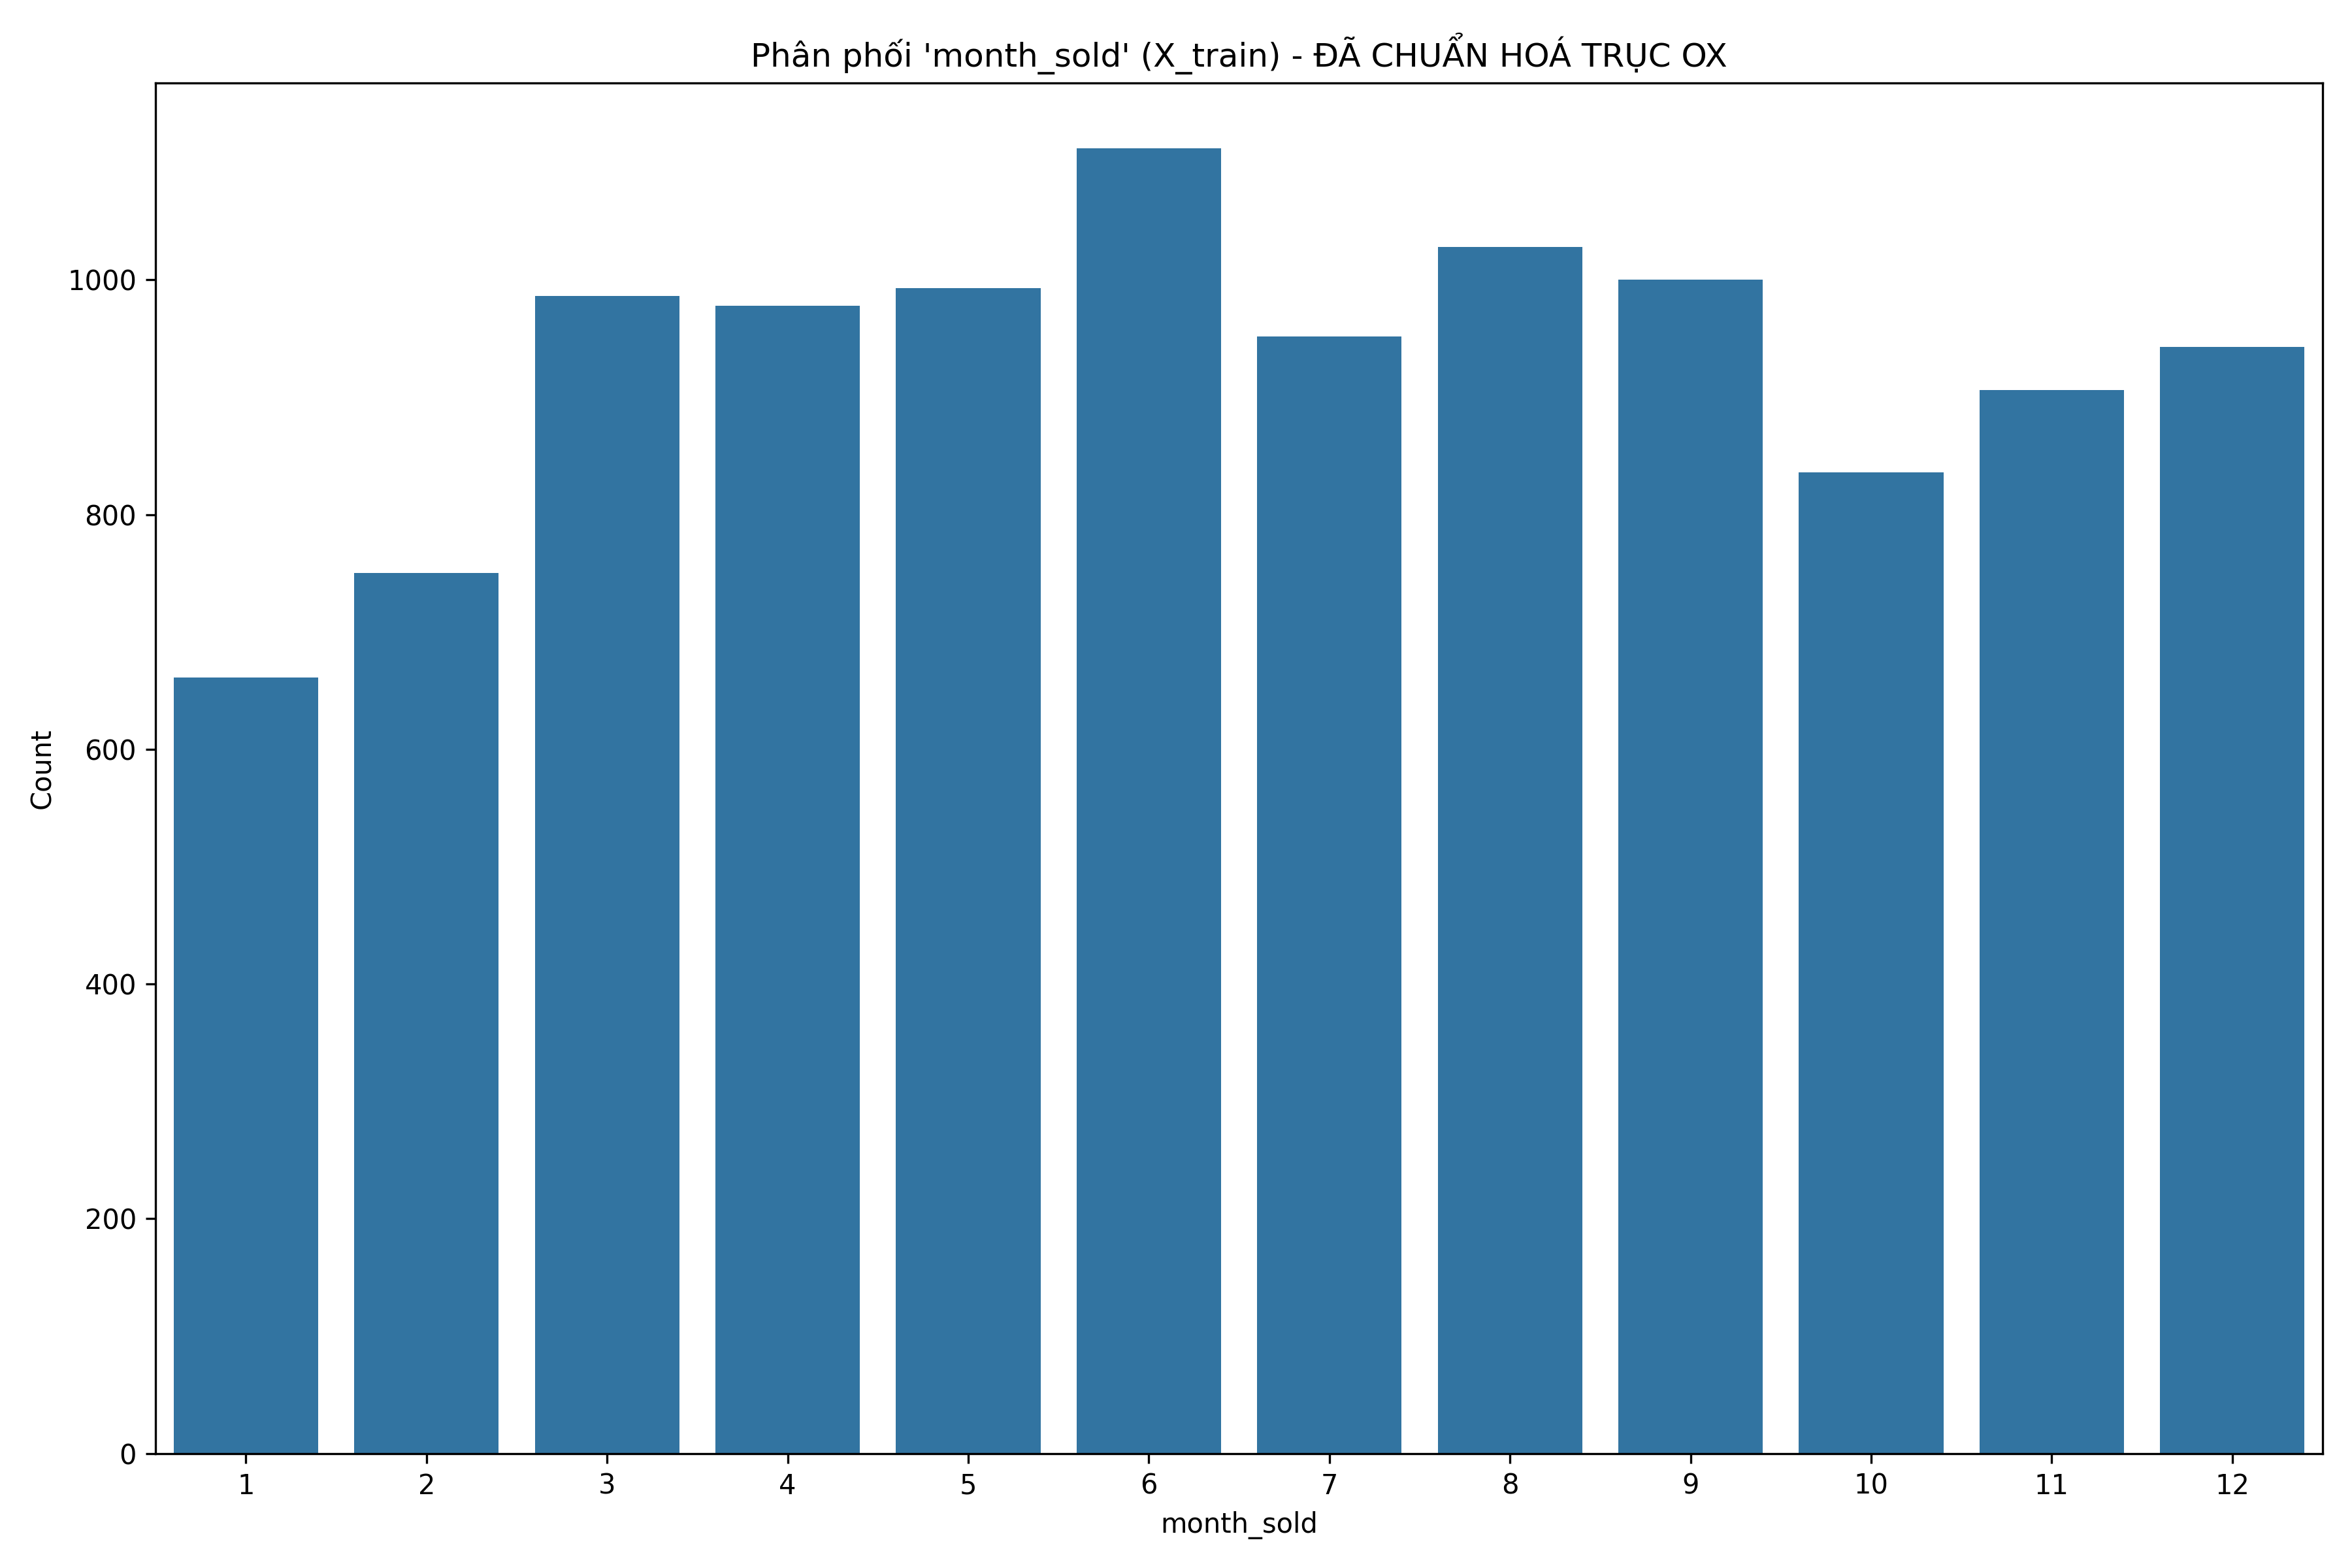 Phân phối 'month_sold' (X_train) - ĐÃ CHUẨN HOÁ TRỤC OX
Count
1000
800
600
400
200
0
1 2 3 4 5 6 7 8 9 10 11 12
month_sold